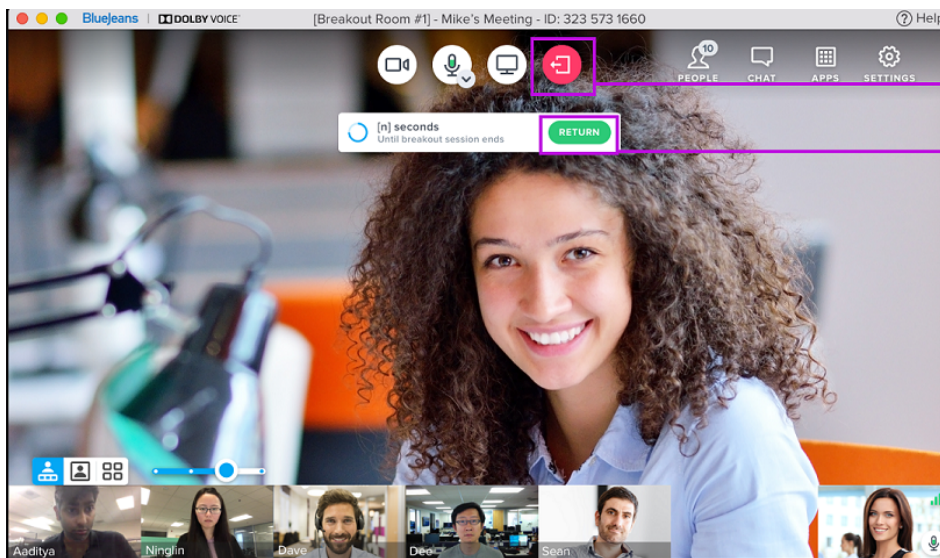 BlueJeans | DOLBY VOICE
[Breakout Room #1] - Mike's Meeting - ID: 323 573 1660
? Help
10
PEOPLE
CHAT
APPS
SETTINGS
[n] seconds
Until breakout session ends
RETURN
Aaditya
Ninglin
Dave
Dee
Sean